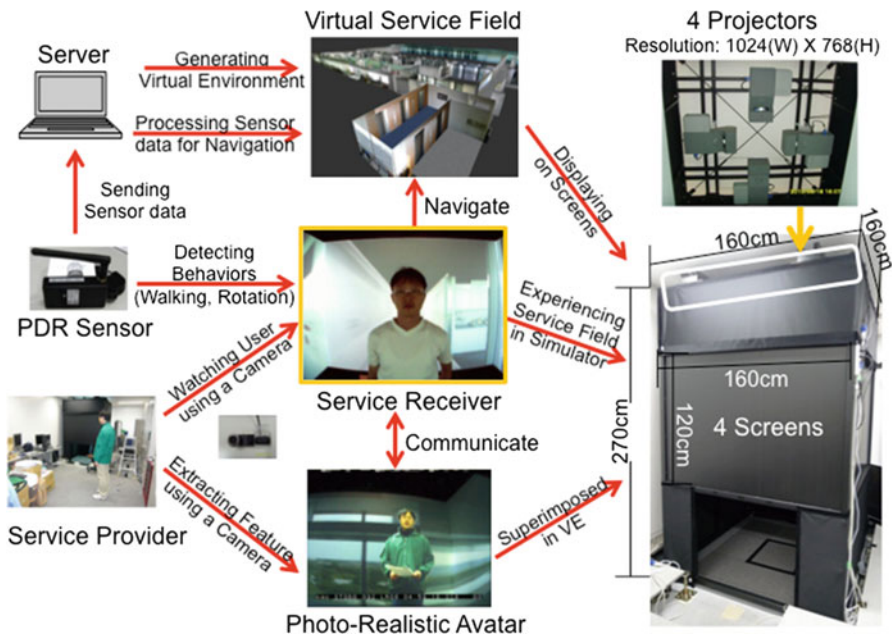 Virtual Service Field
4 Projectors
Resolution: 1024(W) X 768(H)
Server
Generating
Virtual Environment
Processing Sensor
data for Navigation
Sending
Sensor data
Navigate
Displaying
on Screens
160cm
160cm
PDR Sensor
Detecting
Behaviors
(Walking, Rotation)
Experiencing
Service Field
in Simulator
Watching User
using a Camera
Service Receiver
Communicate
160cm
120cm
4 Screens
270cm
Service Provider
Extracting Feature
using a Camera
Superimposed
in VE
Photo-Realistic Avatar